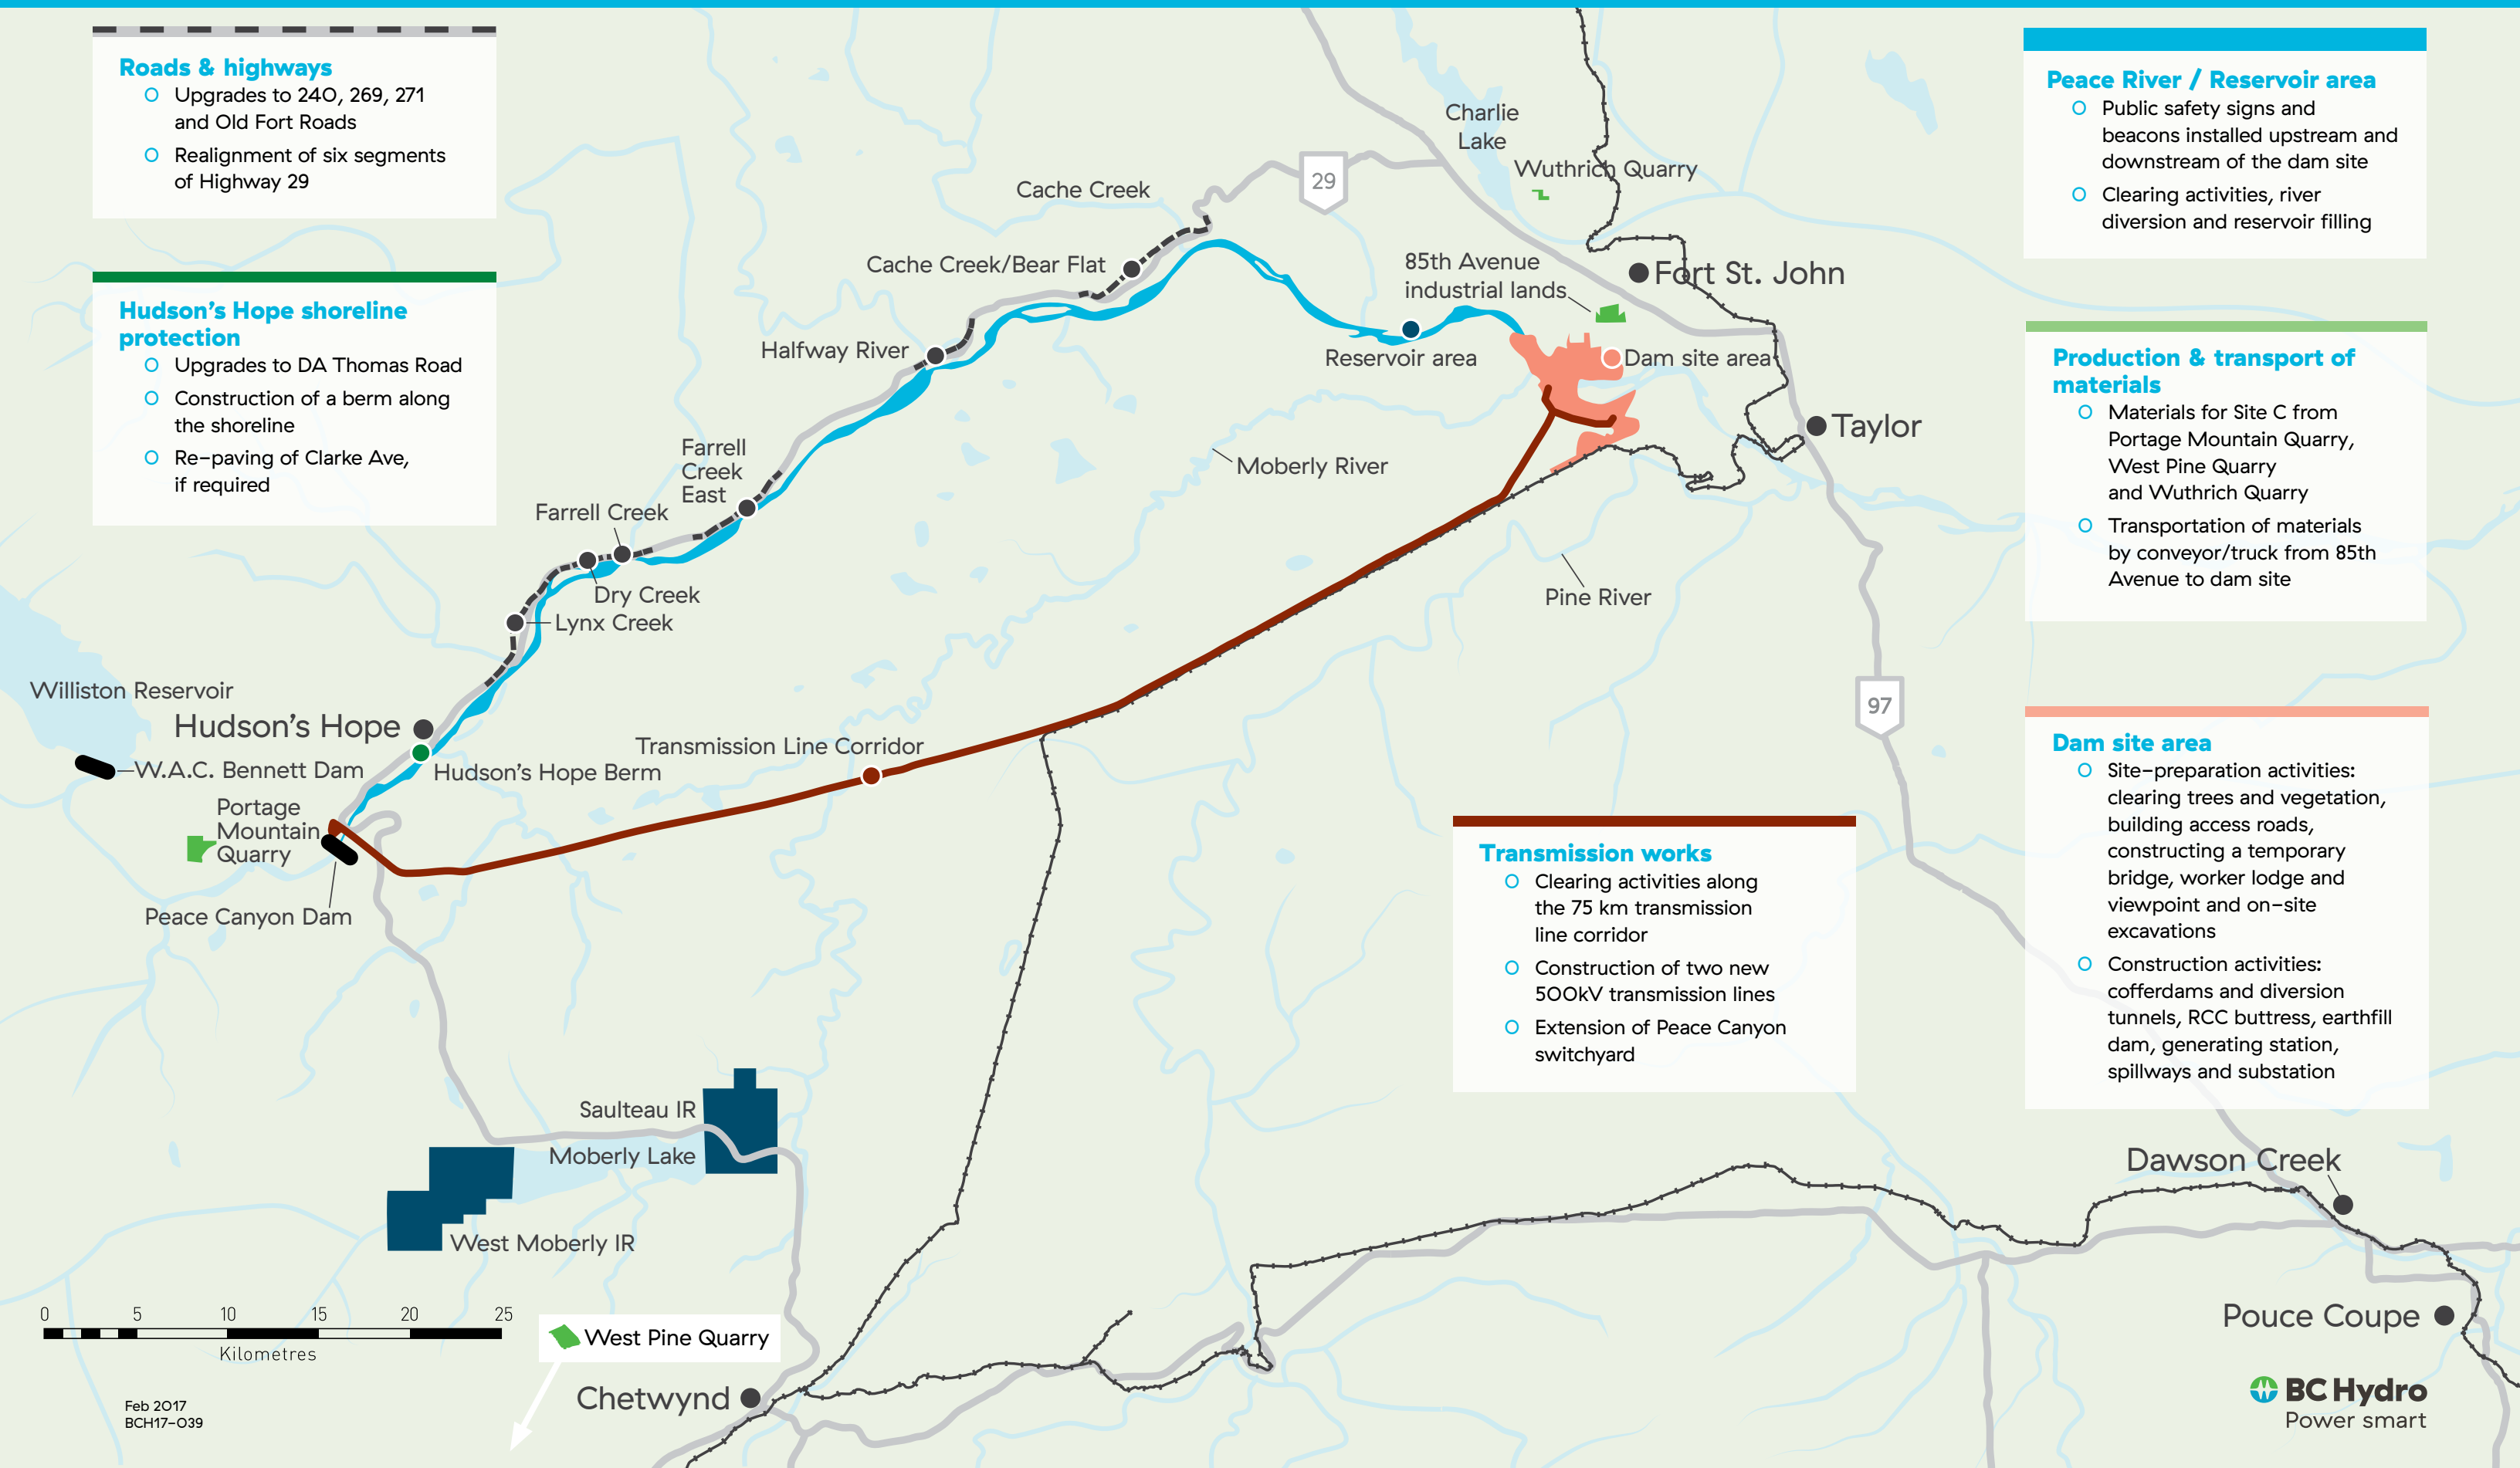 Roads & highways
Upgrades to 240, 269, 271
and Old Fort Roads
Realignment of six segments
of Highway 29
Hudson's Hope shoreline
protection
Upgrades to DA Thomas Road
Construction of a berm along
the shoreline
Re-paving of Clarke Ave,
if required
Peace River / Reservoir area
Public safety signs and
beacons installed upstream and
downstream of the dam site
Clearing activities, river
diversion and reservoir filling
Production & transport of
materials
Materials for Site C from
Portage Mountain Quarry,
West Pine Quarry
and Wuthrich Quarry
Transportation of materials
by conveyor/truck from 85th
Avenue to dam site
Dam site area
Site-preparation activities:
clearing trees and vegetation,
building access roads,
constructing a temporary
bridge, worker lodge and
viewpoint and on-site
excavations
Construction activities:
cofferdams and diversion
tunnels, RCC buttress, earthfill
dam, generating station,
spillways and substation
Transmission works
Clearing activities along
the 75 km transmission
line corridor
Construction of two new
500kV transmission lines
Extension of Peace Canyon
switchyard
Charlie
Lake
Wuthrich Quarry
29
Cache Creek
Cache Creek/Bear Flat
85th Avenue
industrial lands
Fort St. John
Halfway River
Reservoir area
Dam site area
Taylor
Farrell
Creek
East
Moberly River
Farrell Creek
Dry Creek
Lynx Creek
Pine River
Williston Reservoir
Hudson's Hope
97
Transmission Line Corridor
W.A.C. Bennett Dam
Hudson's Hope Berm
Portage
Mountain
Quarry
Peace Canyon Dam
Saulteau IR
Moberly Lake
West Moberly IR
Dawson Creek
Pouce Coupe
0 5 10 15 20 25
Kilometres
West Pine Quarry
Chetwynd
Feb 2017
BCH17-039
BC Hydro
Power smart